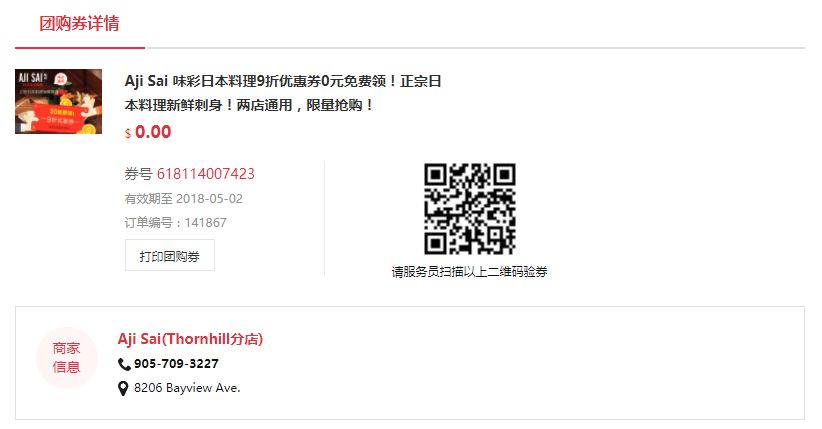 团购券详情
AJI SAI
Aji Sai 味彩日本料理9折优惠券0元免费领！正宗日
本料理新鲜刺身！两店通用，限量抢购！
$ 0.00
券号 618114007423
有效期至 2018-05-02
订单编号：141867
打印团购券
请服务员扫描以上二维码验券
商家
信息
Aji Sai(Thornhill分店)
905-709-3227
8206 Bayview Ave.